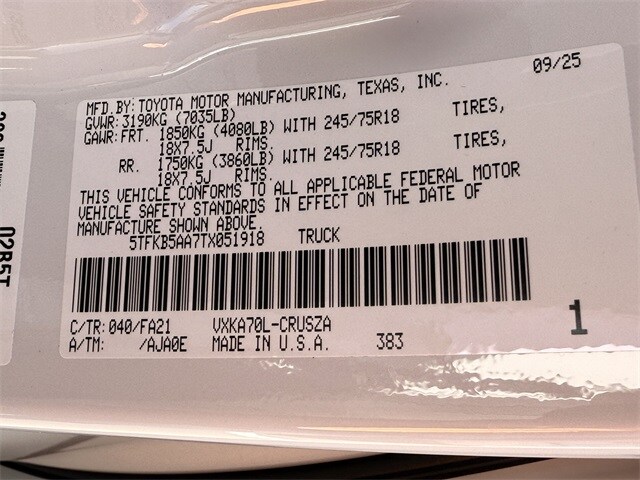 09/25
MFD.BY:TOYOTA MOTOR MANUFACTURING, TEXAS, INC.
GVWR:3190KG (7035LB)
GAWR:FRT. 1850KG (4080LB) WITH 245/75R18 TIRES,
18X7.5J RIMS.
RR. 1750KG (3860LB) WITH 245/75R18 TIRES,
18X7.5J RIMS.
THIS VEHICLE CONFORMS TO ALL APPLICABLE FEDERAL MOTOR
VEHICLE SAFETY STANDARDS IN EFFECT ON THE DATE OF
MANUFACTURE SHOWN ABOVE.
5TFKB5AA7TX051918 TRUCK
C/TR:040/FA21 VXKA70L-CRUSZA 1
A/TM: /AJA0E MADE IN U.S.A. 383